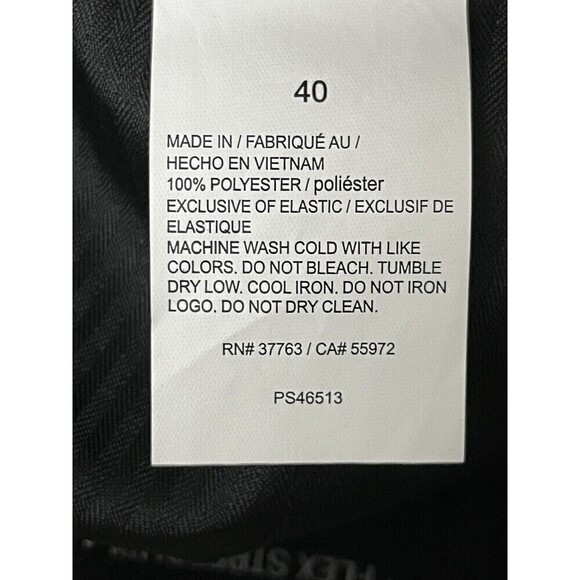 40
MADE IN / FABRIQUÉ AU /
HECHO EN VIETNAM
100% POLYESTER / poliéster
EXCLUSIVE OF ELASTIC / EXCLUSIF DE
ELASTIQUE
MACHINE WASH COLD WITH LIKE
COLORS. DO NOT BLEACH. TUMBLE
DRY LOW. COOL IRON. DO NOT IRON
LOGO. DO NOT DRY CLEAN.
RN# 37763 / CA# 55972
PS46513
FLEX